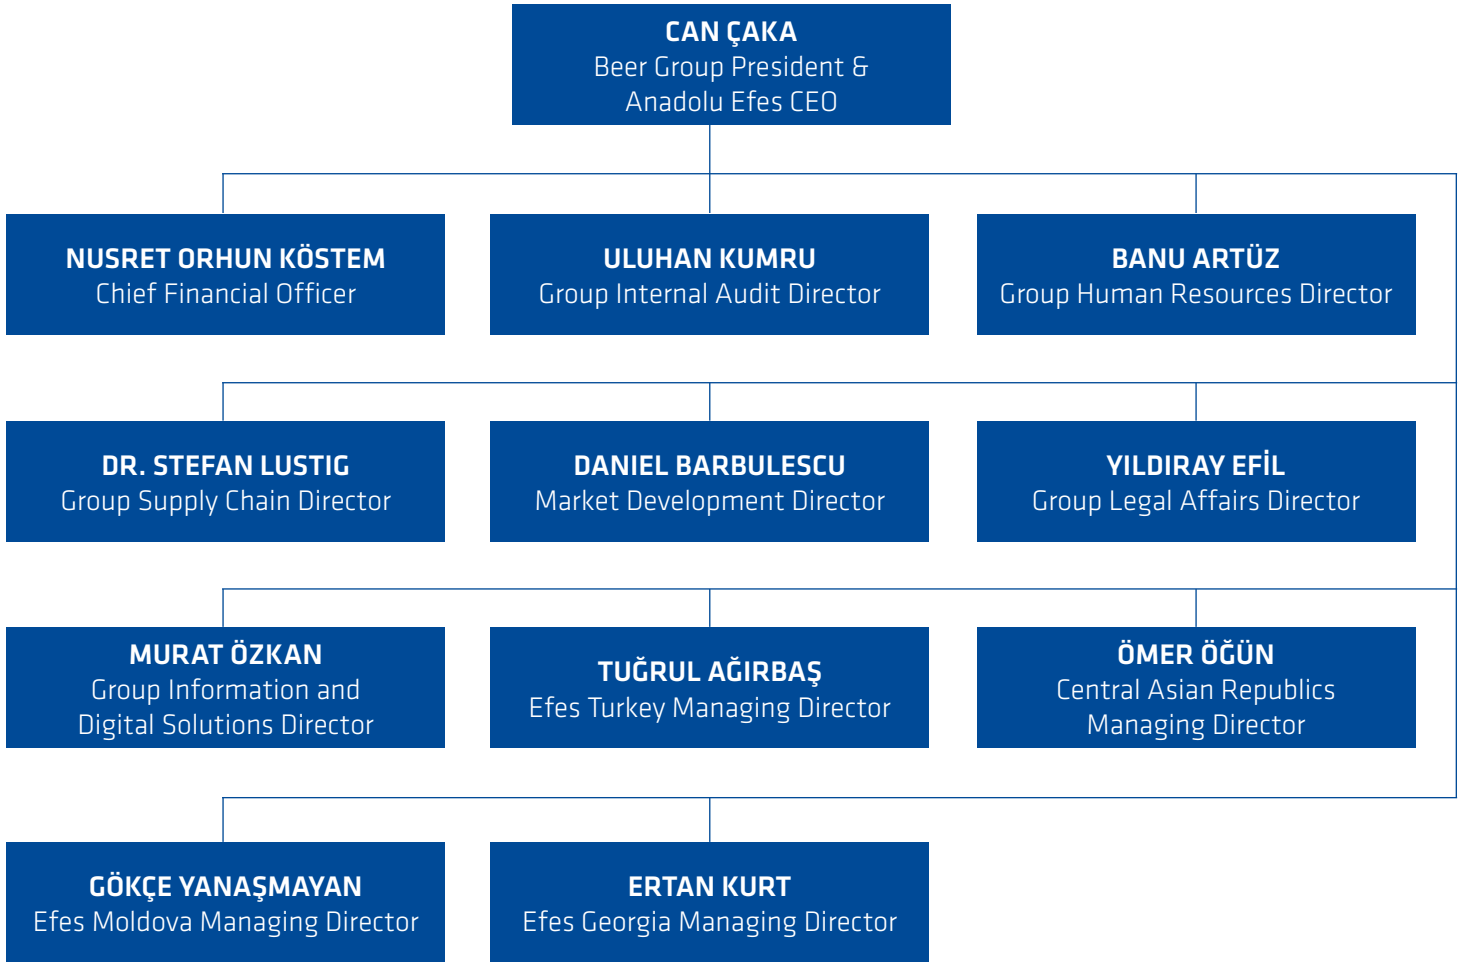 CAN ÇAKA
Beer Group President &
Anadolu Efes CEO
NUSRET ORHUN KÖSTEM
Chief Financial Officer
ULUHAN KUMRU
Group Internal Audit Director
BANU ARTÜZ
Group Human Resources Director
DR. STEFAN LUSTIG
Group Supply Chain Director
DANIEL BARBULESCU
Market Development Director
YILDIRAY EFİL
Group Legal Affairs Director
MURAT ÖZKAN
Group Information and
Digital Solutions Director
TUĞRUL AĞIRBAŞ
Efes Turkey Managing Director
ÖMER ÖĞÜN
Central Asian Republics
Managing Director
GÖKÇE YANAŞMAYAN
Efes Moldova Managing Director
ERTAN KURT
Efes Georgia Managing Director